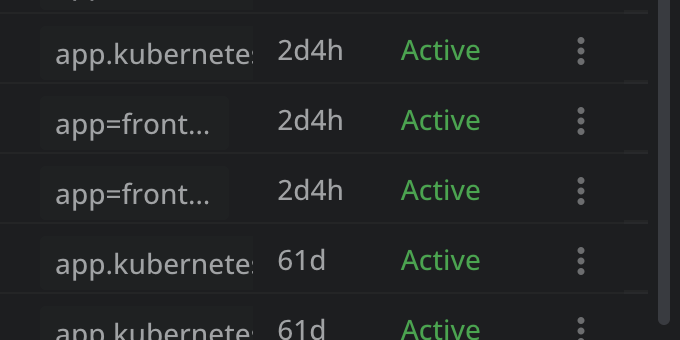 app.kubernetes 2d4h Active
app=front... 2d4h Active
app=front... 2d4h Active
app.kubernetes 61d Active
app.kubernetes 61d Active